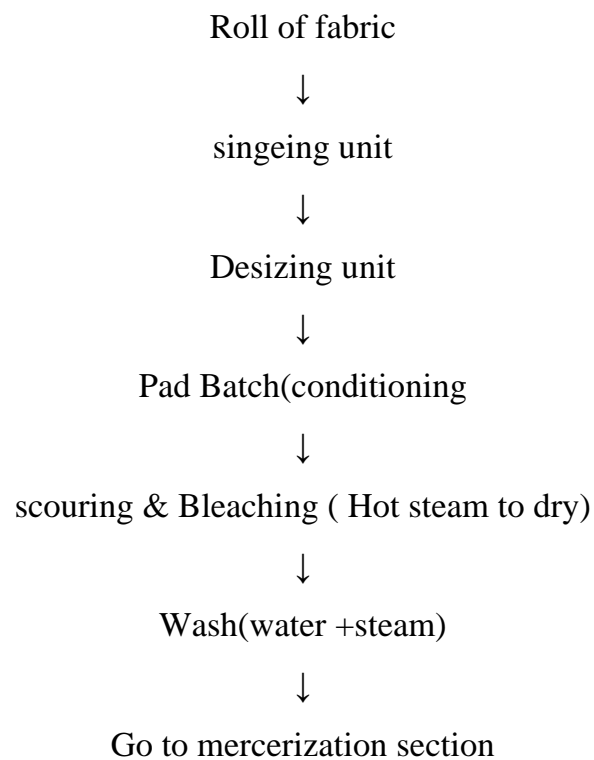 Roll of fabric
↓
singeing unit
↓
Desizing unit
↓
Pad Batch(conditioning
↓
scouring & Bleaching ( Hot steam to dry)
↓
Wash(water +steam)
↓
Go to mercerization section